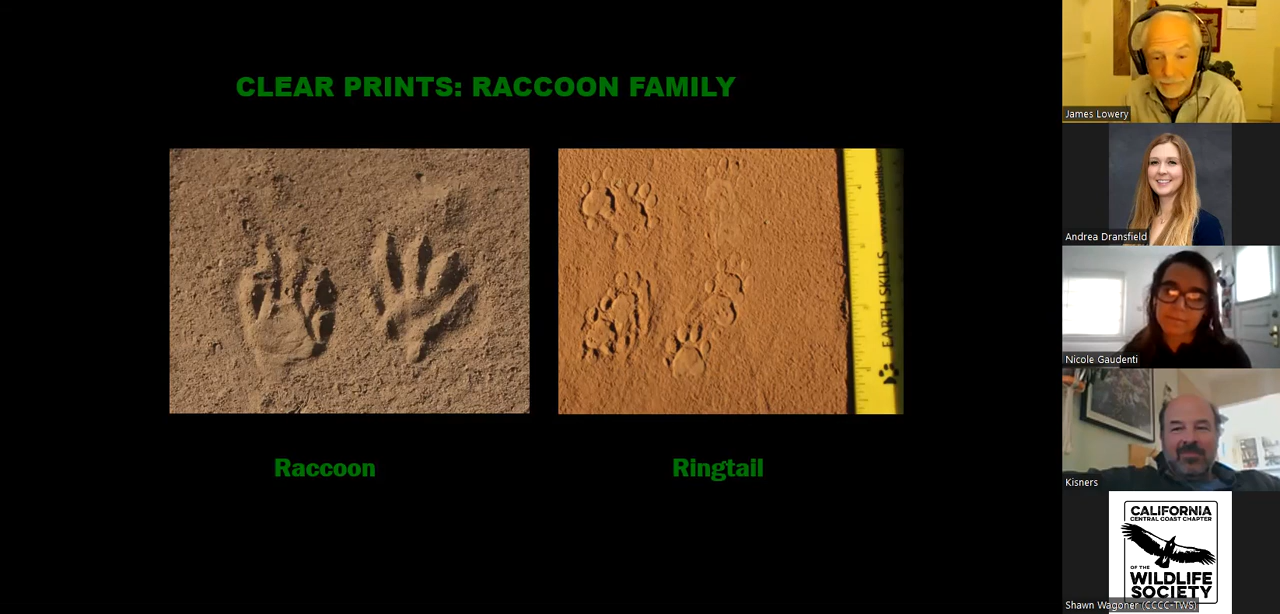 CLEAR PRINTS: RACCOON FAMILY
Raccoon
Ringtail
EARTH SKILLS
James Lowery
Andrea Dransfield
Nicole Gaudenti
Kisners
CALIFORNIA
CENTRAL COAST CHAPTER
OF THE
WILDLIFE
SOCIETY
Shawn Wagoner (CCCC-TWS)